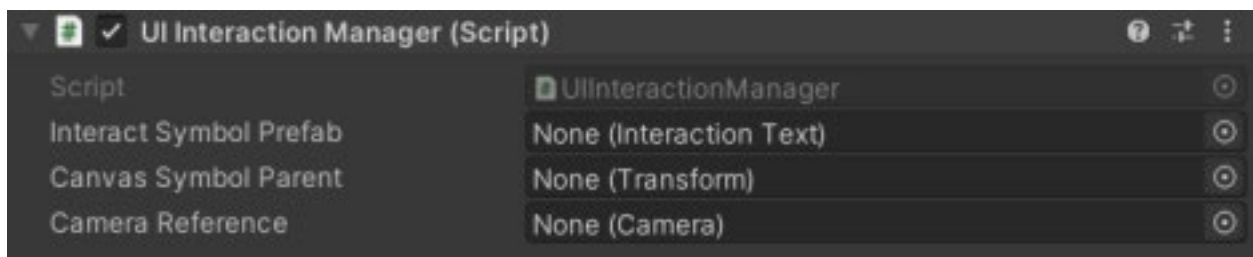 UI Interaction Manager (Script)
Script UIInteractionManager
Interact Symbol Prefab None (Interaction Text)
Canvas Symbol Parent None (Transform)
Camera Reference None (Camera)